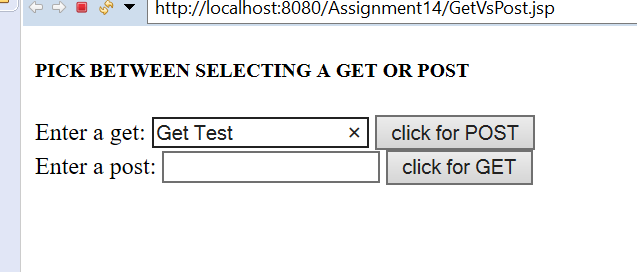 http://localhost:8080/Assignment14/GetVsPost.jsp
PICK BETWEEN SELECTING A GET OR POST
Enter a get: Get Test × click for POST
Enter a post: click for GET